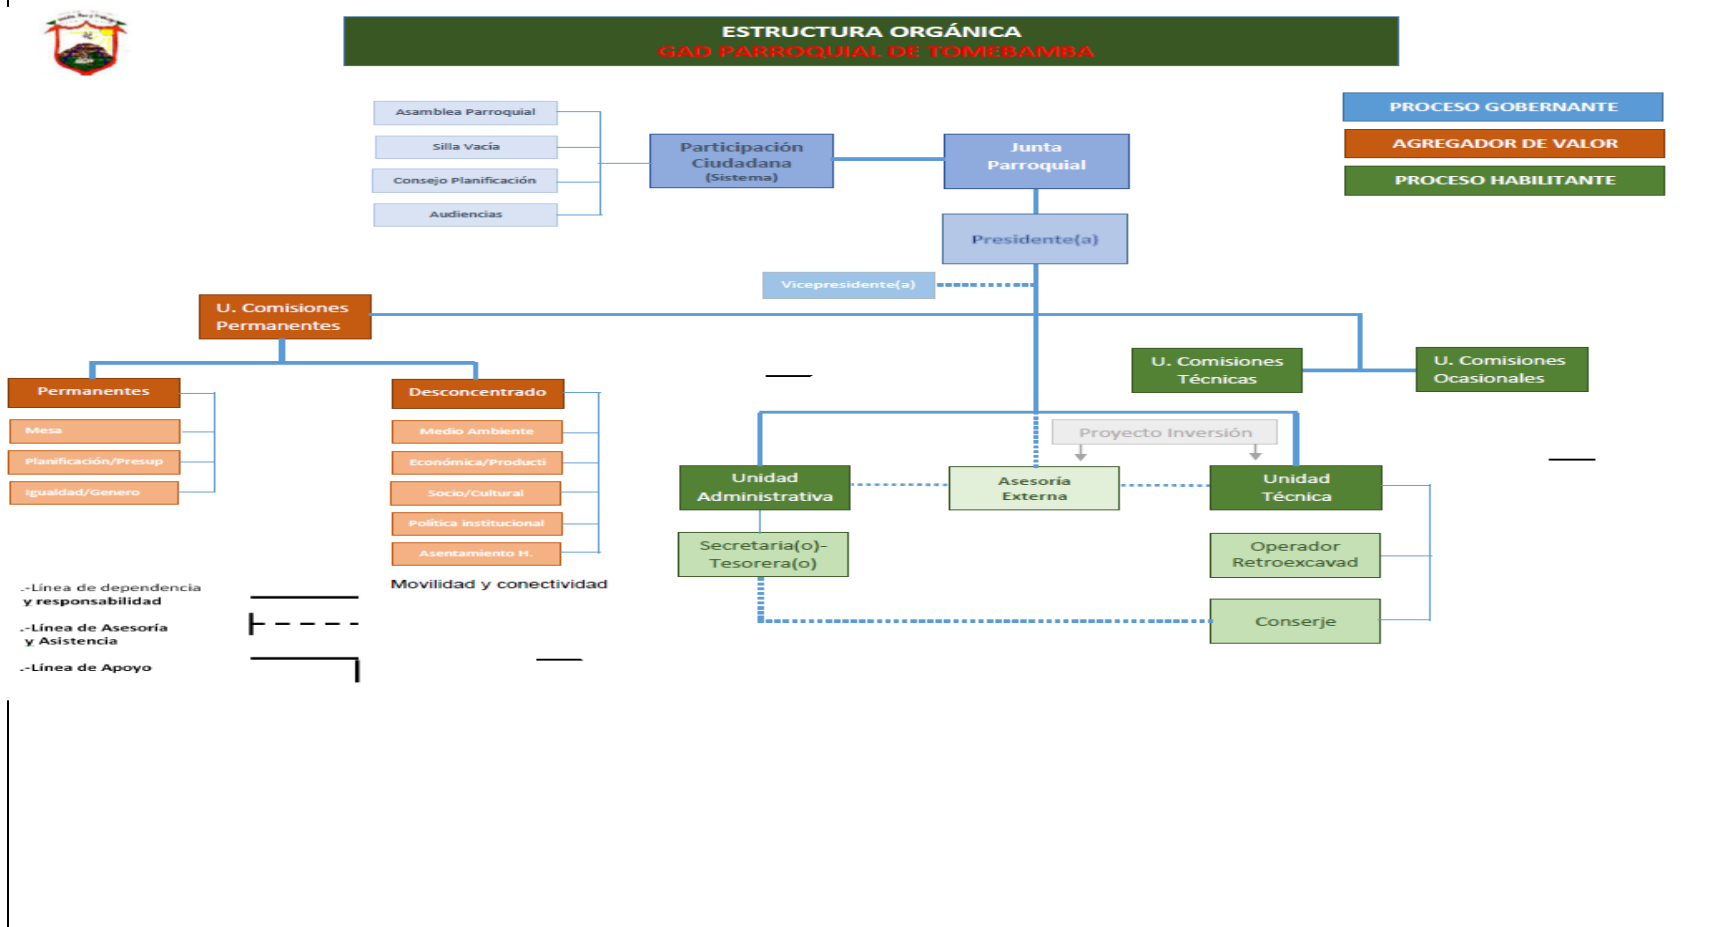 ESTRUCTURA ORGÁNICA
GAD PARROQUIAL DE TOMEBAMBA
PROCESO GOBERNANTE
AGREGADOR DE VALOR
PROCESO HABILITANTE
Asamblea Parroquial
Silla Vacía
Consejo Planificación
Audiencias
Participación
Ciudadana
(Sistema)
Junta
Parroquial
Presidente(a)
Vicepresidente(a)
U. Comisiones
Permanentes
U. Comisiones
Técnicas
U. Comisiones
Ocasionales
Permanentes
Mesa
Planificación/Presup
Igualdad/Genero
Desconcentrado
Medio Ambiente
Económica/Producti
Socio/Cultural
Política institucional
Asentamiento H.
Movilidad y conectividad
Proyecto Inversión
Unidad
Administrativa
Asesoría
Externa
Unidad
Técnica
Secretaria(o)-
Tesorera(o)
Operador
Retroexcavad
Conserje
.-Línea de dependencia
y responsabilidad
.-Línea de Asesoría
y Asistencia
.-Línea de Apoyo